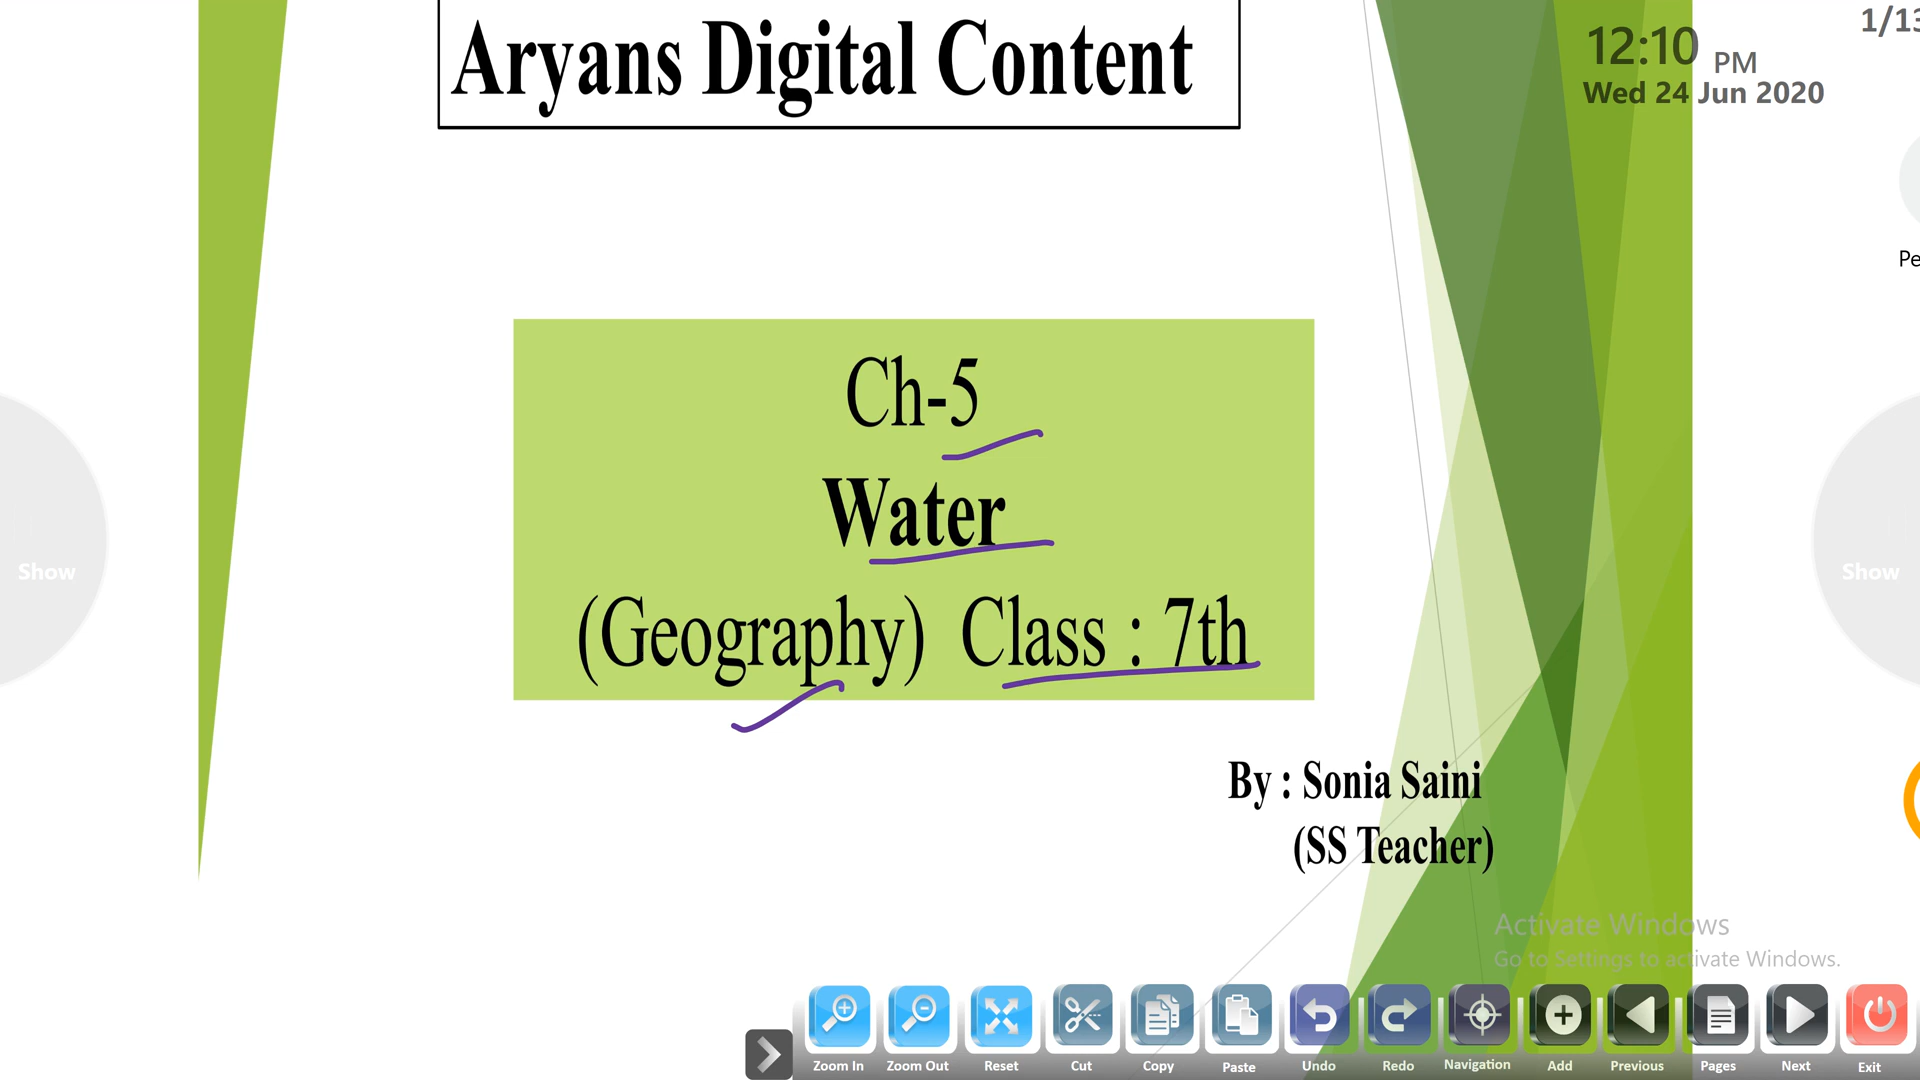 Aryans Digital Content
12:10 PM
Wed 24 Jun 2020
Ch-5
Water
(Geography) Class : 7th
By : Sonia Saini
(SS Teacher)
Show
Show
Activate Windows
Go to Settings to activate Windows.
Zoom In Zoom Out Reset Cut Copy Paste Undo Redo Navigation Add Previous Pages Next Exit